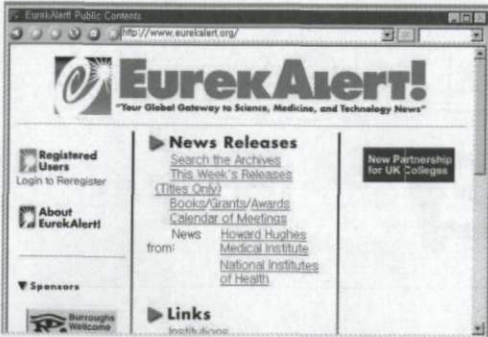 EurekAlert! Public Contents
http://www.eurekalert.org/
EurekAlert!
"Your Global Gateway to Science, Medicine, and Technology News"
Registered
Users
Login to Reregister
About
EurekAlert!
▼ Sponsors
Burroughs
Wellcome
▶ News Releases
Search the Archives
This Week's Releases
(Titles Only)
Books/Grants/Awards
Calendar of Meetings
News from:
Howard Hughes
Medical Institute
National Institutes
of Health
▶ Links
Institutions
New Partnership
for UK Colleges